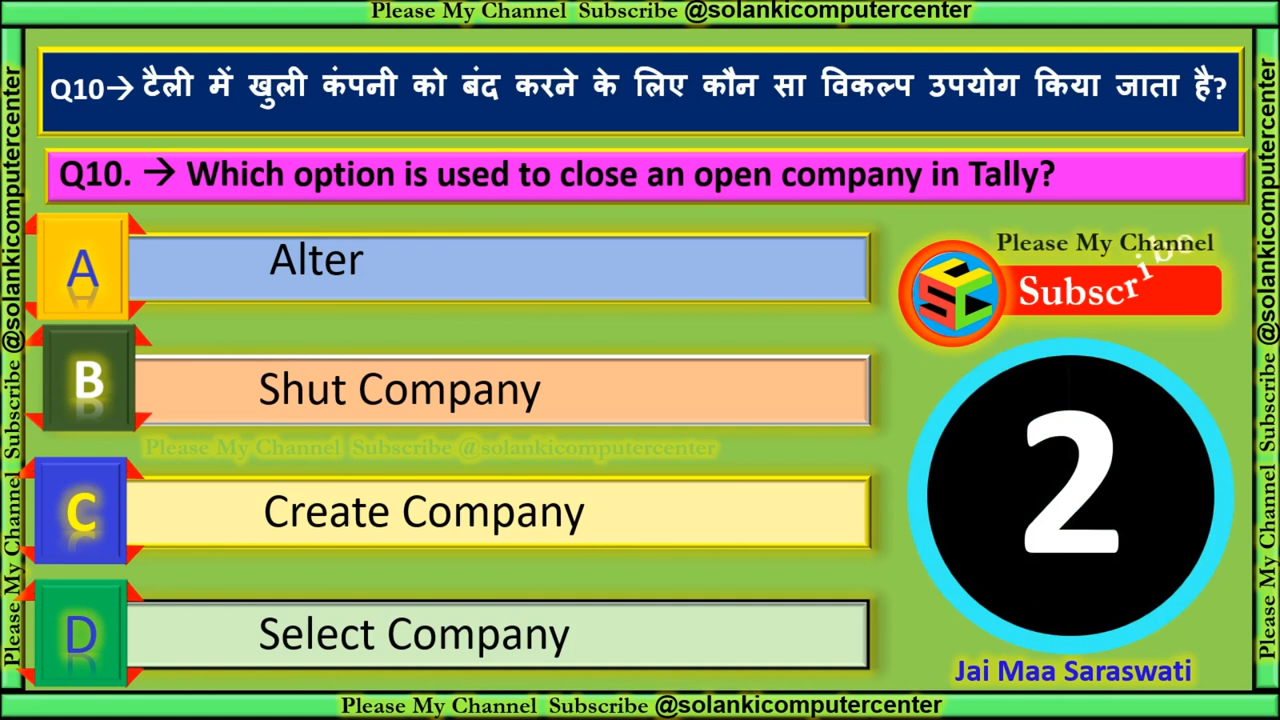 Please My Channel Subscribe @solankicomputercenter
Q10→ टैली में खुली कंपनी को बंद करने के लिए कौन सा विकल्प उपयोग किया जाता है?
Q10. → Which option is used to close an open company in Tally?
A Alter
Please My Channel
Subscribe
B Shut Company
Please My Channel Subscribe @solankicomputercenter
C Create Company
2
D Select Company
Jai Maa Saraswati
Please My Channel Subscribe @solankicomputercenter
Please My Channel Subscribe @solankicomputercenter
Please My Channel Subscribe @solankicomputercenter